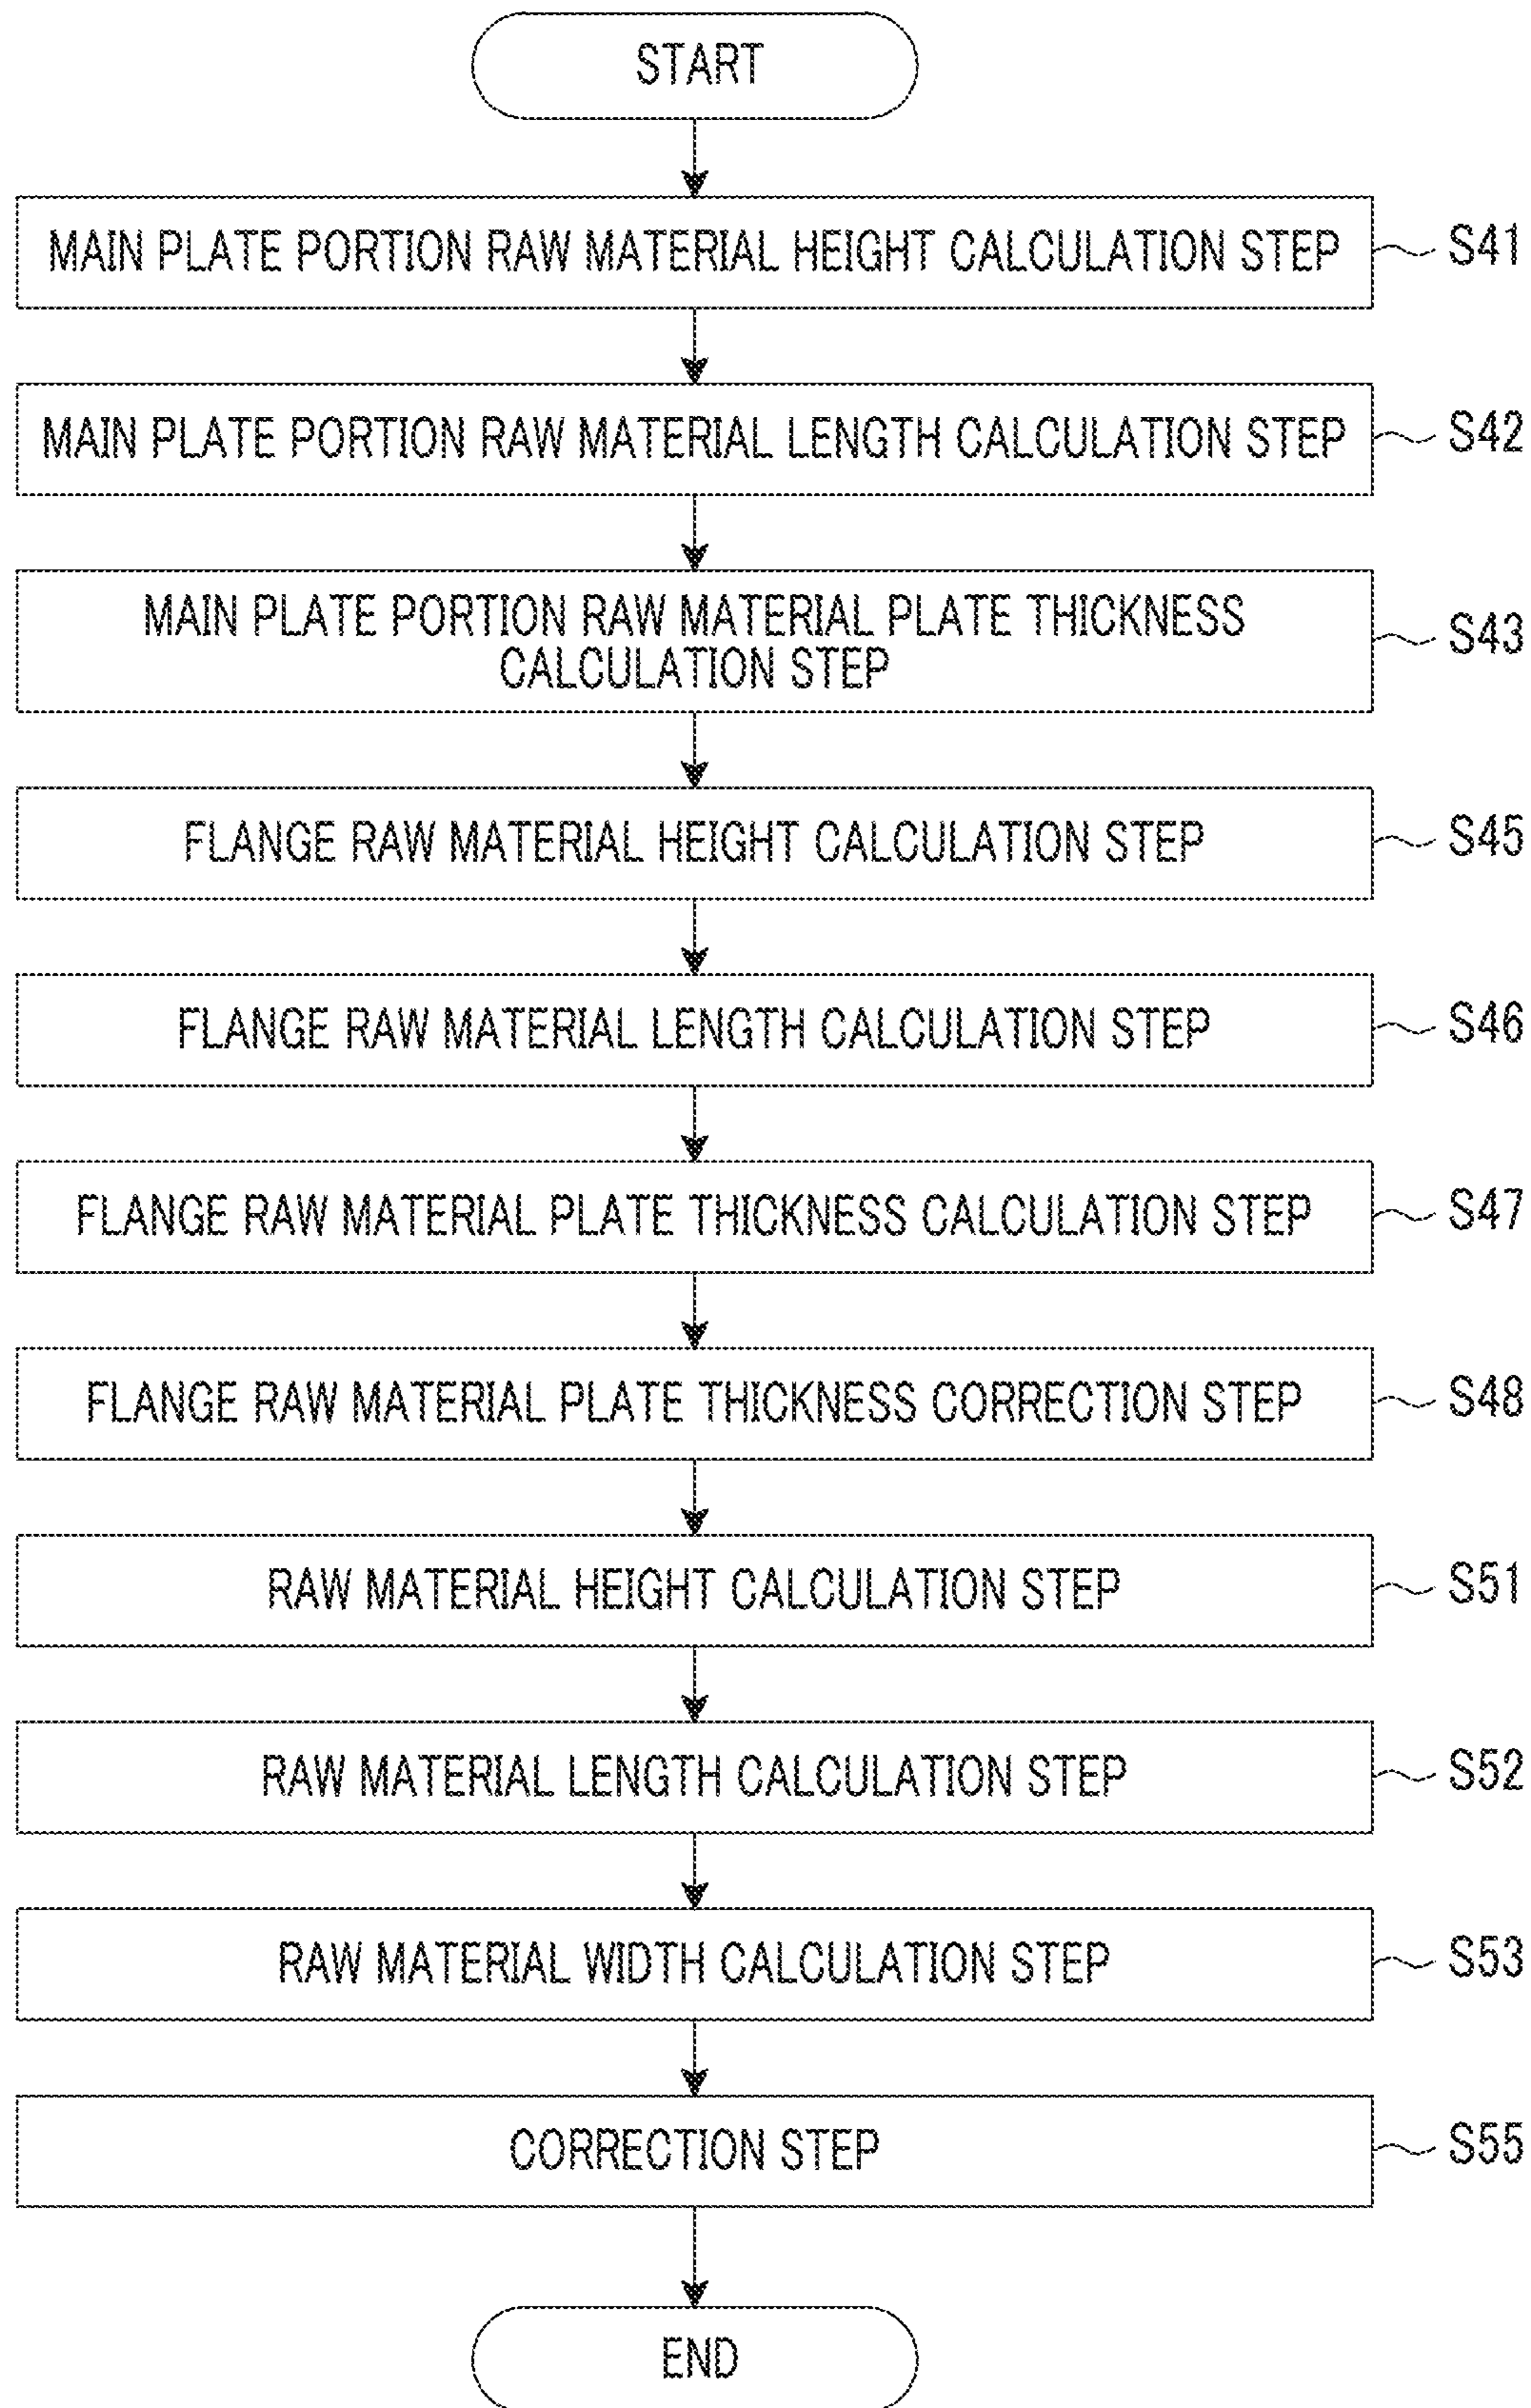 START
MAIN PLATE PORTION RAW MATERIAL HEIGHT CALCULATION STEP
S41
MAIN PLATE PORTION RAW MATERIAL LENGTH CALCULATION STEP
S42
MAIN PLATE PORTION RAW MATERIAL PLATE THICKNESS
CALCULATION STEP
S43
FLANGE RAW MATERIAL HEIGHT CALCULATION STEP
S45
FLANGE RAW MATERIAL LENGTH CALCULATION STEP
S46
FLANGE RAW MATERIAL PLATE THICKNESS CALCULATION STEP
S47
FLANGE RAW MATERIAL PLATE THICKNESS CORRECTION STEP
S48
RAW MATERIAL HEIGHT CALCULATION STEP
S51
RAW MATERIAL LENGTH CALCULATION STEP
S52
RAW MATERIAL WIDTH CALCULATION STEP
S53
CORRECTION STEP
S55
END